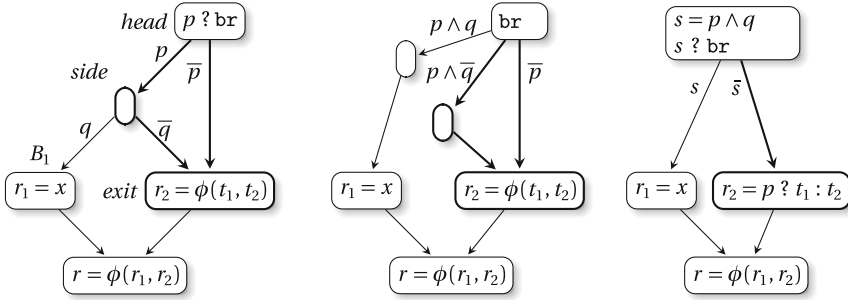 head
p ? br
p
p̅
side
q
q̅
B₁
r₁ = x
exit
r₂ = ϕ(t₁, t₂)
r = ϕ(r₁, r₂)
br
p ∧ q
p ∧ q̅
p̅
r₁ = x
r₂ = ϕ(t₁, t₂)
r = ϕ(r₁, r₂)
s = p ∧ q
s ? br
s
s̄
r₁ = x
r₂ = p ? t₁ : t₂
r = ϕ(r₁, r₂)